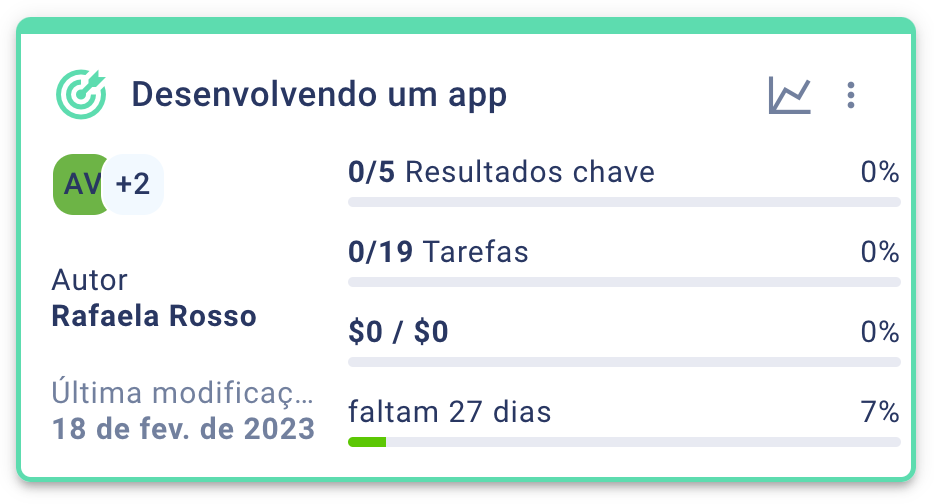 Desenvolvendo um app
AV +2
Autor
Rafaela Rosso
Última modificaç...
18 de fev. de 2023
0/5 Resultados chave 0%
0/19 Tarefas 0%
$0 / $0 0%
faltam 27 dias 7%